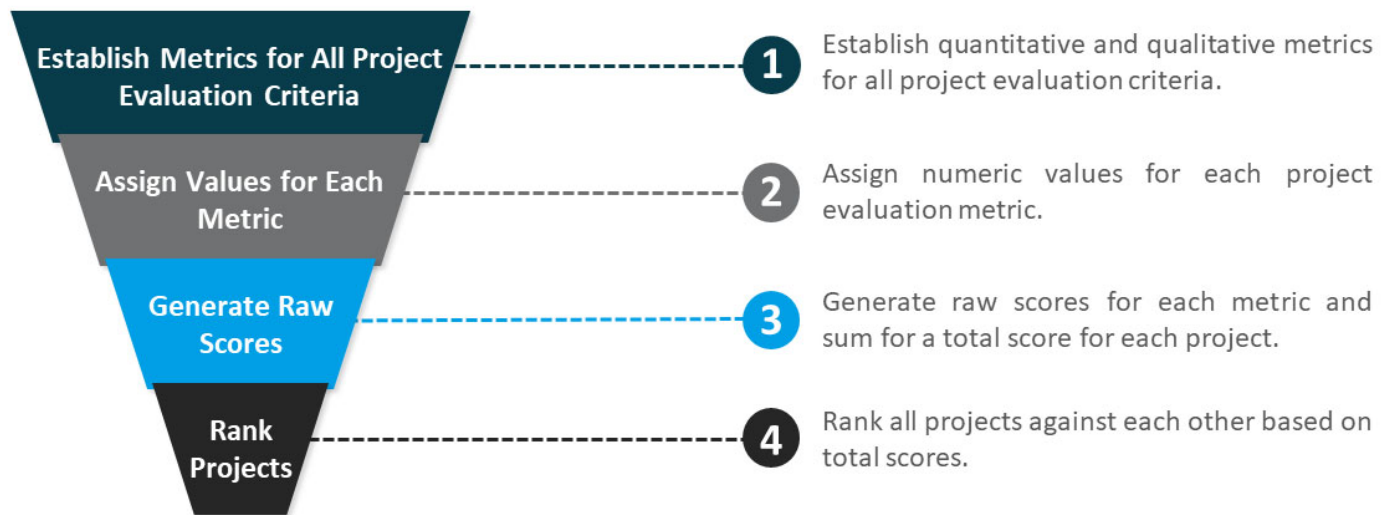 Establish Metrics for All Project
Evaluation Criteria
1
Establish quantitative and qualitative metrics
for all project evaluation criteria.
Assign Values for Each
Metric
2
Assign numeric values for each project
evaluation metric.
Generate Raw
Scores
3
Generate raw scores for each metric and
sum for a total score for each project.
Rank
Projects
4
Rank all projects against each other based on
total scores.